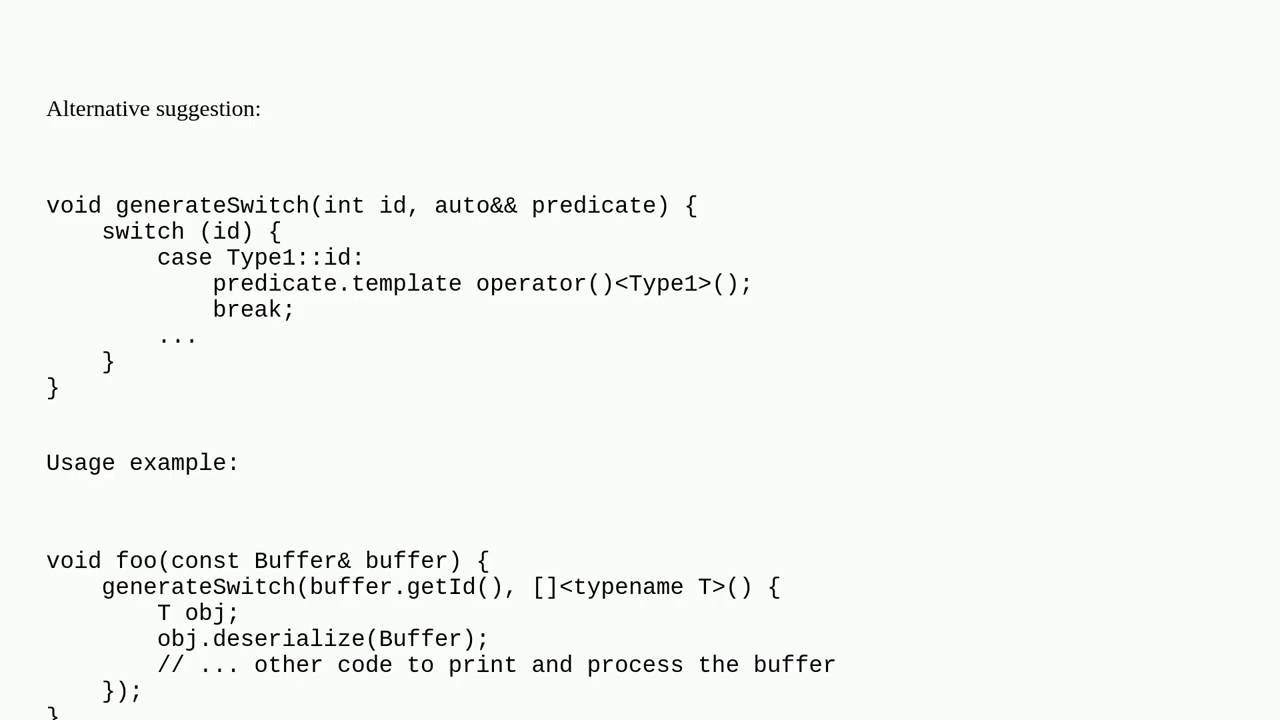 Alternative suggestion:
void generateSwitch(int id, auto&& predicate) {
    switch (id) {
        case Type1::id:
            predicate.template operator()<Type1>();
            break;
        ...
    }
}
Usage example:
void foo(const Buffer& buffer) {
    generateSwitch(buffer.getId(), []<typename T>() {
        T obj;
        obj.deserialize(Buffer);
        // ... other code to print and process the buffer
    });
}